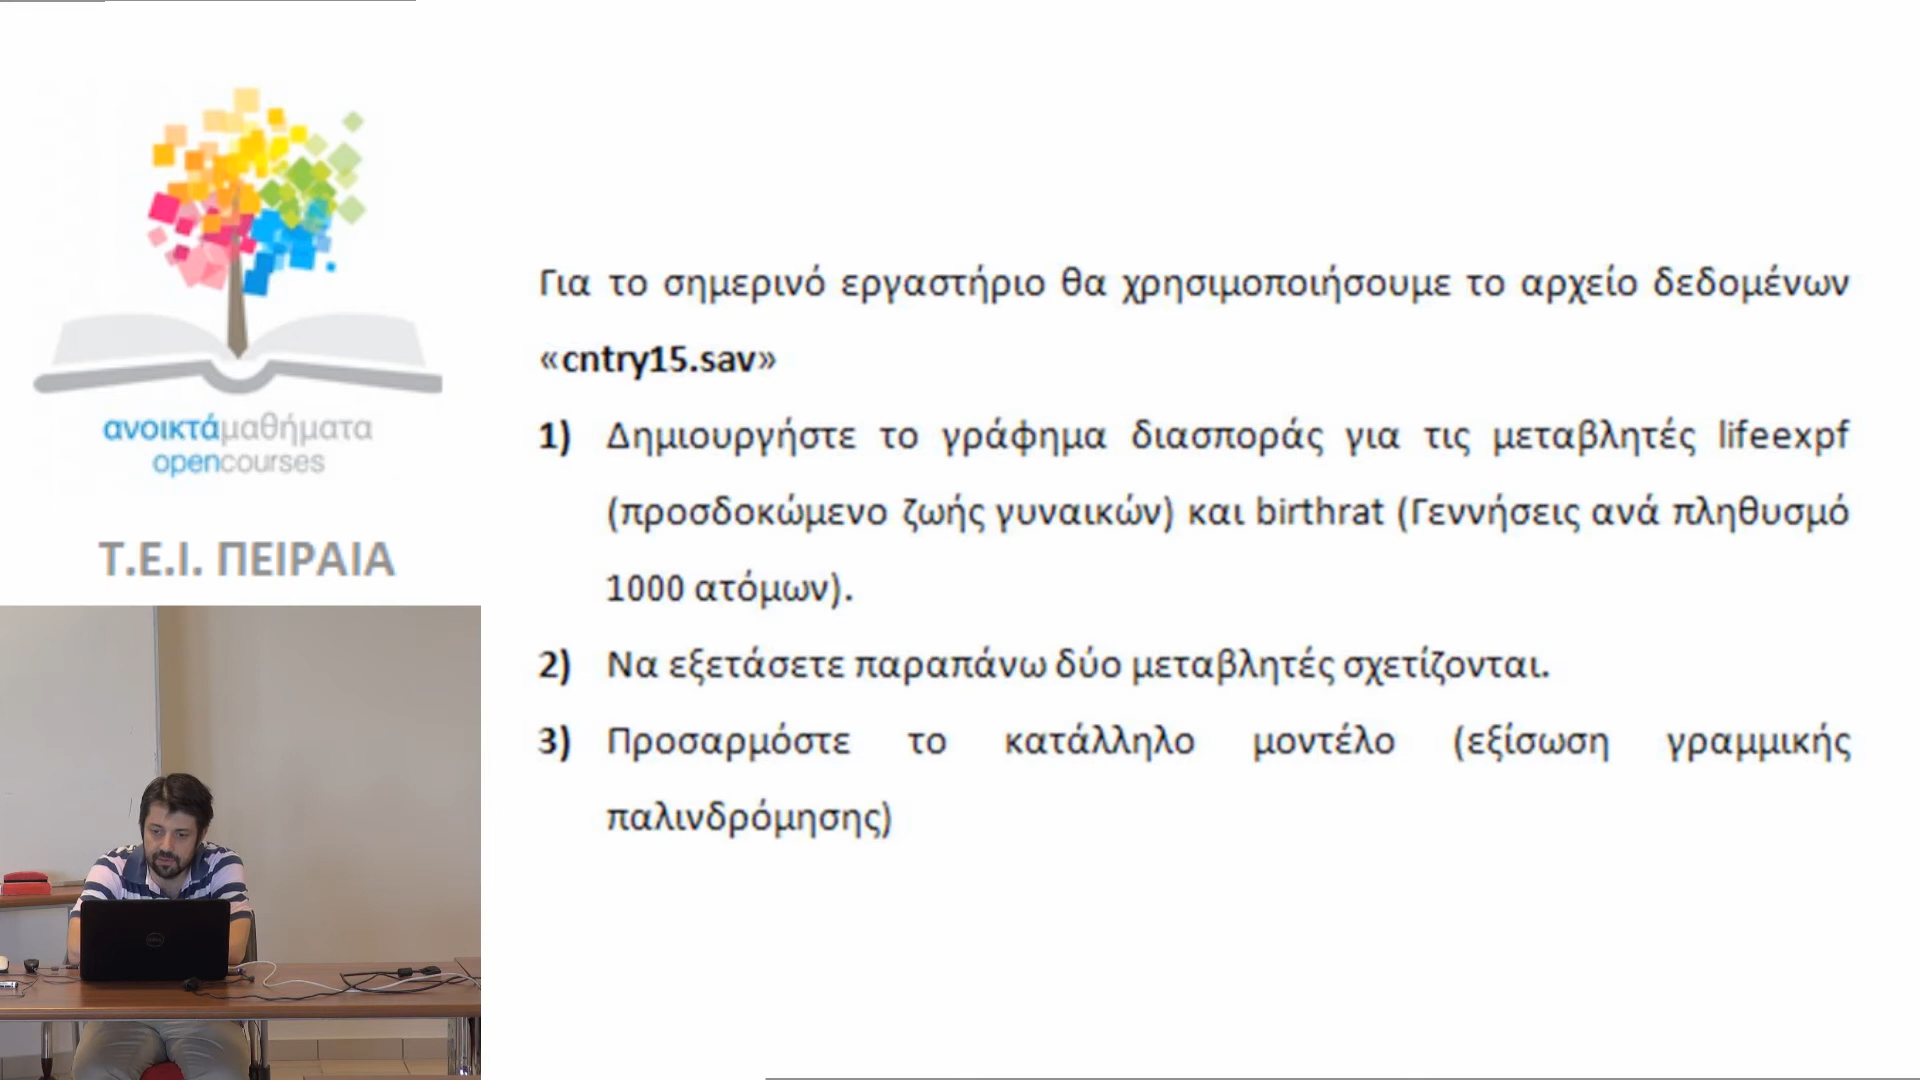 ανοικτάμαθήματα
opencourses
Τ.Ε.Ι. ΠΕΙΡΑΙΑ
Για το σημερινό εργαστήριο θα χρησιμοποιήσουμε το αρχείο δεδομένων
«cntry15.sav»
1) Δημιουργήστε το γράφημα διασποράς για τις μεταβλητές lifeexpf
(προσδοκώμενο ζωής γυναικών) και birthrat (Γεννήσεις ανά πληθυσμό
1000 ατόμων).
2) Να εξετάσετε παραπάνω δύο μεταβλητές σχετίζονται.
3) Προσαρμόστε το κατάλληλο μοντέλο (εξίσωση γραμμικής
παλινδρόμησης)